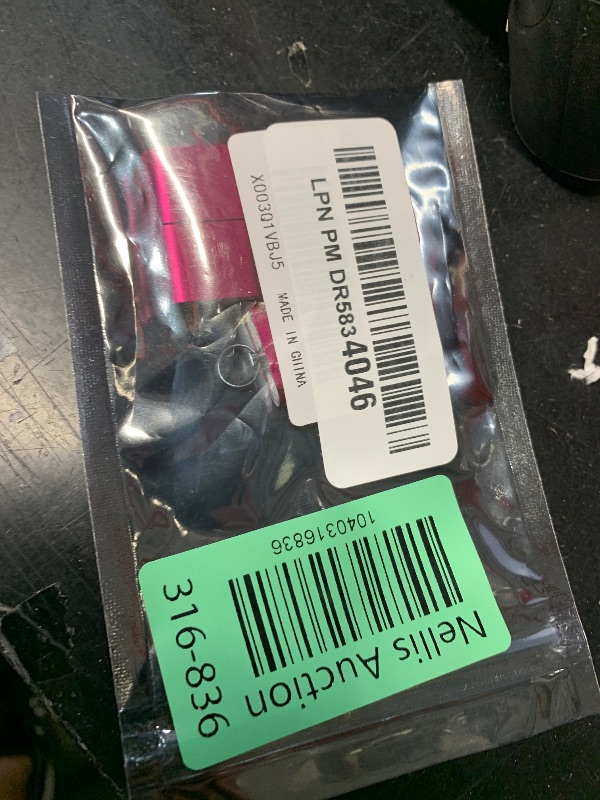 LPN PM DR5834046
X003Q1VBJ5
MADE IN CHINA
Nellis Auction
1040316836
316-836